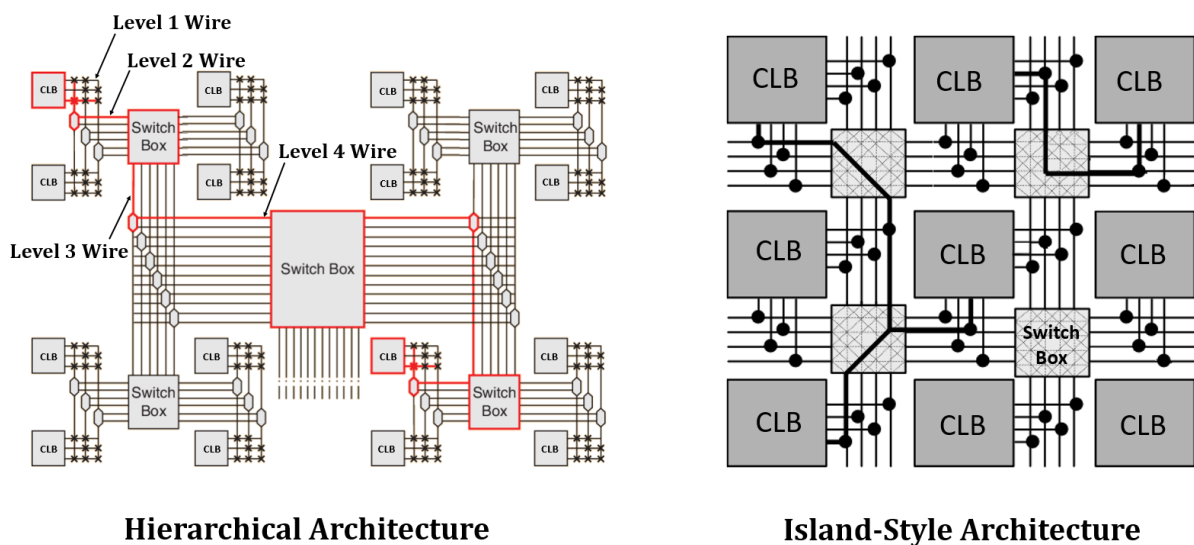 Level 1 Wire
Level 2 Wire
CLB
CLB
CLB
CLB
Switch
Box
Switch
Box
CLB
CLB
CLB
CLB
Level 4 Wire
Level 3 Wire
Switch Box
CLB
CLB
CLB
CLB
Switch
Box
Switch
Box
CLB
CLB
CLB
CLB
Hierarchical Architecture
CLB
CLB
CLB
CLB
CLB
CLB
Switch
Box
CLB
CLB
CLB
Island-Style Architecture